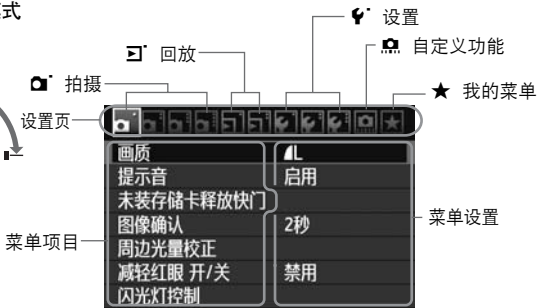 式
设置
回放
自定义功能
拍摄
我的菜单
设置页
画质 L
提示音 启用
未装存储卡释放快门
菜单设置
图像确认 2秒
菜单项目
周边光量校正
减轻红眼 开/关 禁用
闪光灯控制